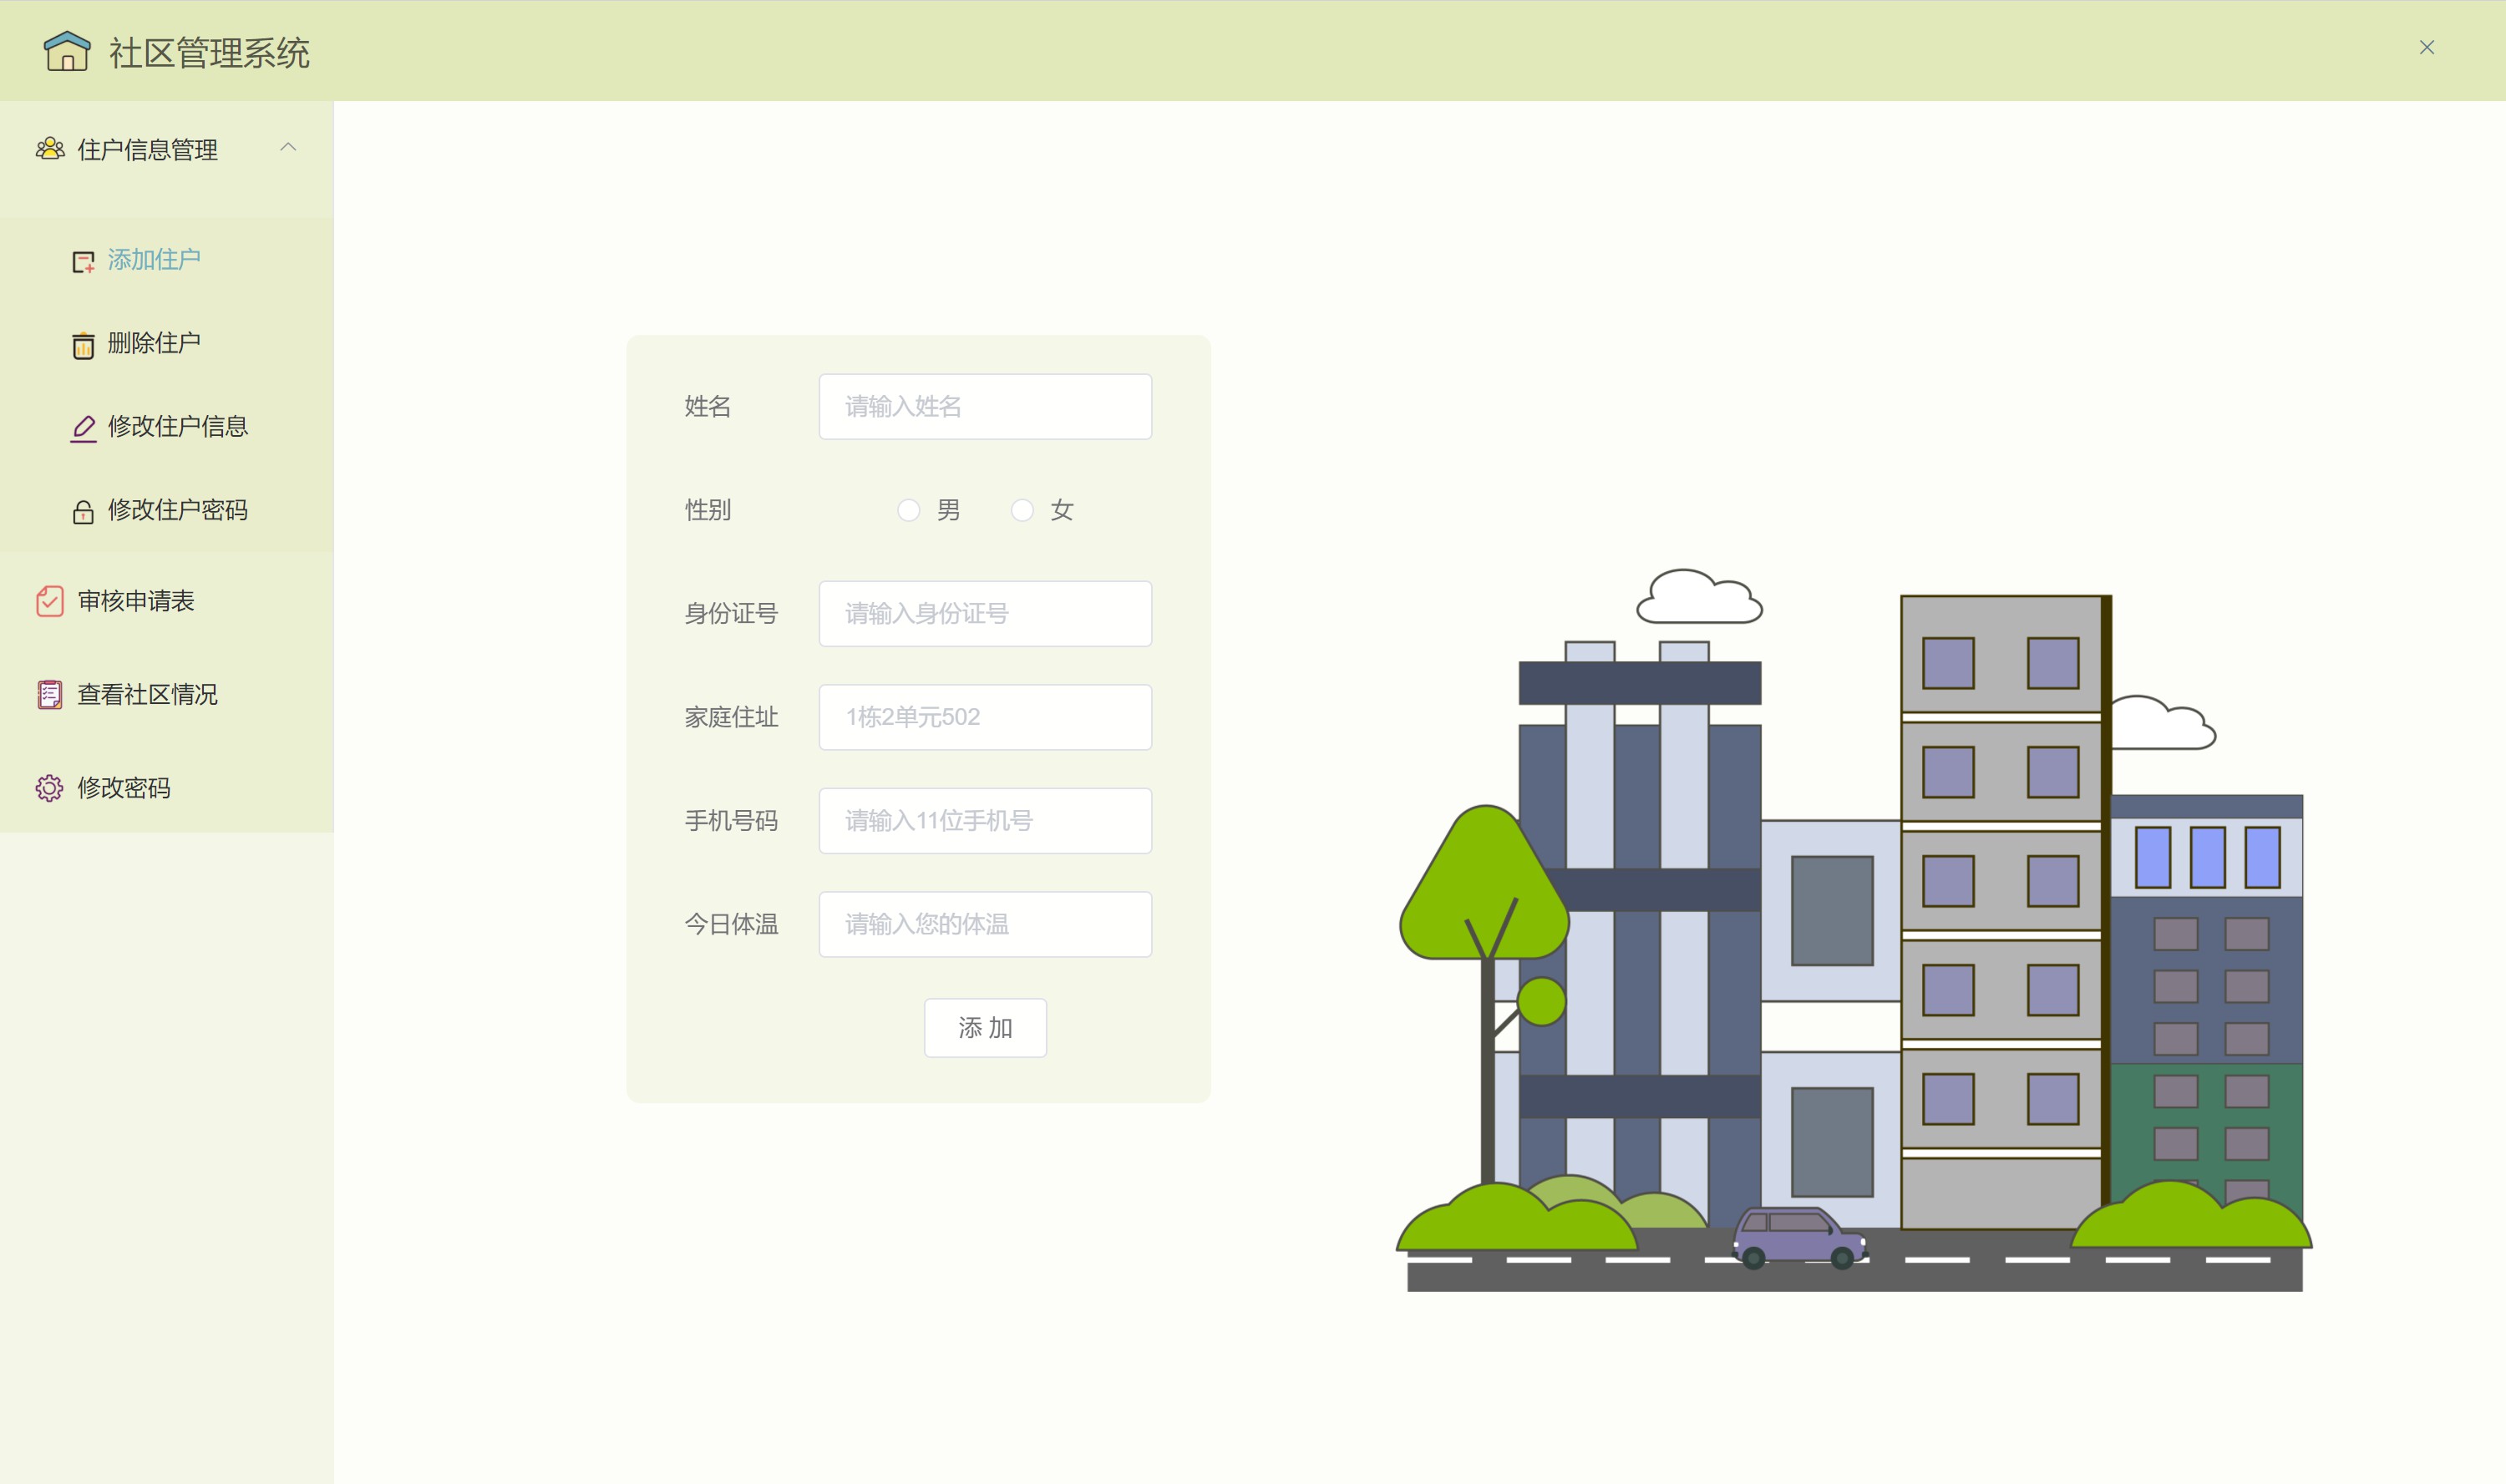 社区管理系统
住户信息管理
添加住户
删除住户
修改住户信息
修改住户密码
审核申请表
查看社区情况
修改密码
姓名 请输入姓名
性别 男 女
身份证号 请输入身份证号
家庭住址 1栋2单元502
手机号码 请输入11位手机号
今日体温 请输入您的体温
添 加